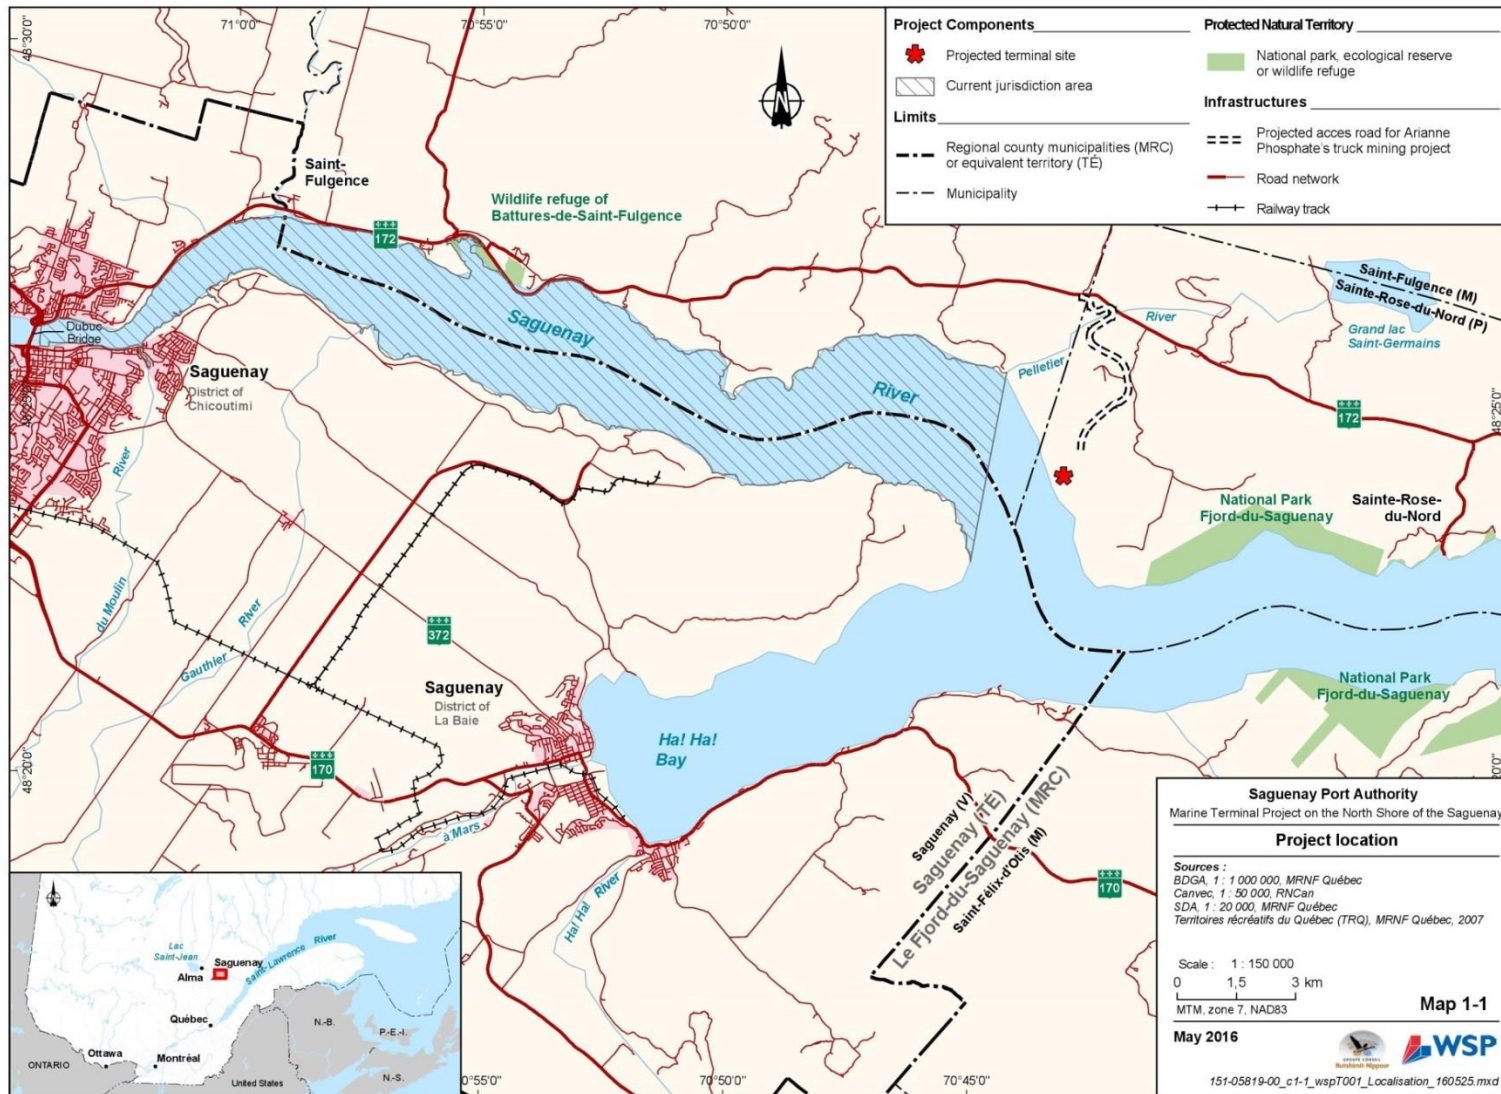 71°0'0"
70°55'0"
70°50'0"
48°30'0"
Project Components
Projected terminal site
Current jurisdiction area
Limits
Regional county municipalities (MRC)
or equivalent territory (TÉ)
Municipality
Protected Natural Territory
National park, ecological reserve
or wildlife refuge
Infrastructures
Projected acces road for Arianne
Phosphate's truck mining project
Road network
Railway track
N
Saint-
Fulgence
Wildlife refuge of
Battures-de-Saint-Fulgence
172
Saint-Fulgence (M)
Sainte-Rose-du-Nord (P)
Grand lac
Saint-Germains
River
Pelletier
Saguenay
River
Dubuc
Bridge
Saguenay
District of
Chicoutimi
48°25'0"
172
48°25'0"
River
du Moulin
National Park
Fjord-du-Saguenay
Sainte-Rose-
du-Nord
River
Gauthier
372
Saguenay
District of
La Baie
National Park
Fjord-du-Saguenay
Ha! Ha!
Bay
170
48°20'0"
à Mars
Ha! Ha! River
Saguenay (V)
Saguenay (TÉ)
Le Fjord-du-Saguenay (MRC)
Saint-Félix-d'Otis (M)
170
Saguenay Port Authority
Marine Terminal Project on the North Shore of the Saguenay
Project location
Sources :
BDGA, 1 : 1 000 000, MRNF Québec
Canvec, 1 : 50 000, RNCan
SDA, 1 : 20 000, MRNF Québec
Territoires récréatifs du Québec (TRQ), MRNF Québec, 2007
Scale : 1 : 150 000
0 1,5 3 km
MTM, zone 7, NAD83
Map 1-1
May 2016
GROUPE CONSEIL
Nutshimit-Nippour
WSP
151-05819-00_c1-1_wspT001_Localisation_160525.mxd
Lac
Saint-Jean
Saguenay
Alma
Saint-Lawrence River
Québec
Ottawa
Montréal
ONTARIO
United States
N.-B.
P.-E.-I.
N.-S.
70°55'0"
70°50'0"
70°45'0"